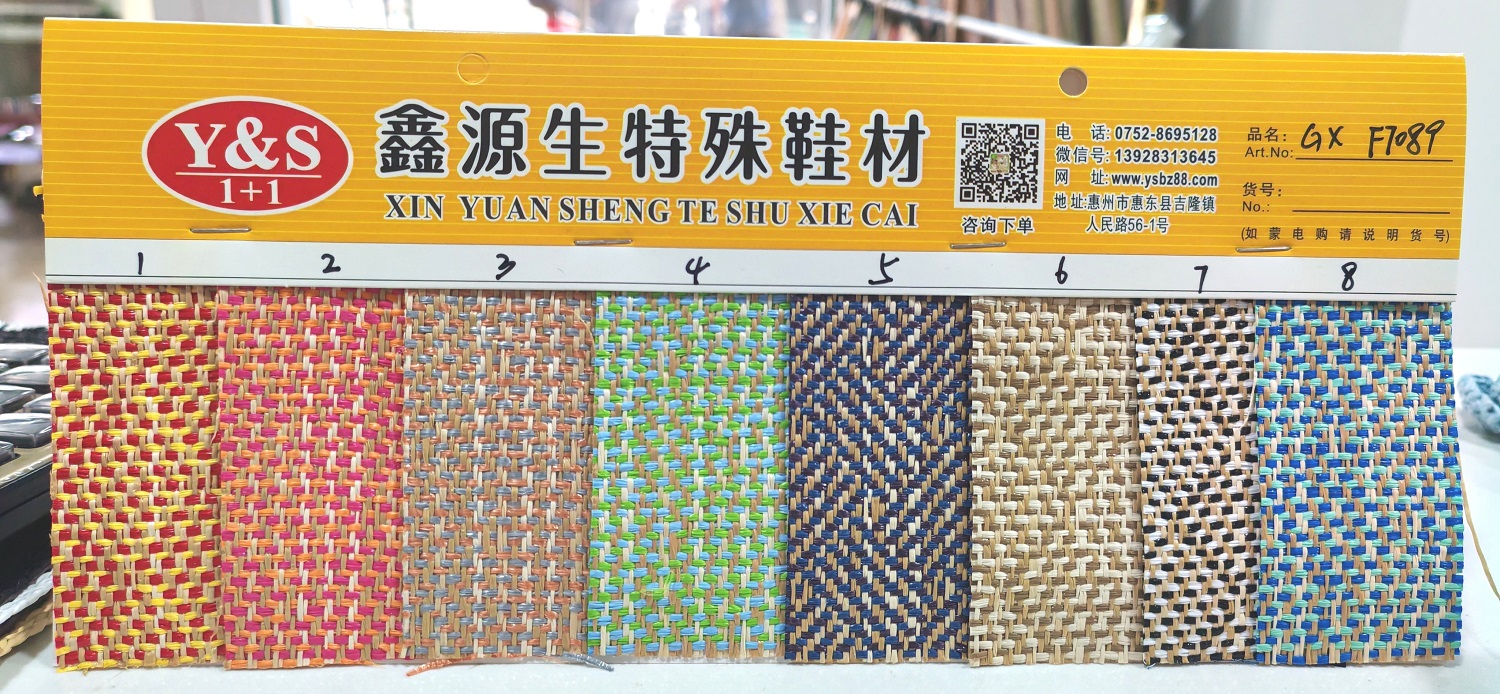 Y&S
1+1
鑫源生特殊鞋材
XIN YUAN SHENG TE SHU XIE CAI
咨询下单
电 话: 0752-8695128
微信号: 13928313645
网 址: www.ysbz88.com
地址:惠州市惠东县吉隆镇
人民路56-1号
品名: GX F7089
Art.No:
货号:
No.:
(如蒙电购请说明货号)
1 2 3 4 5 6 7 8